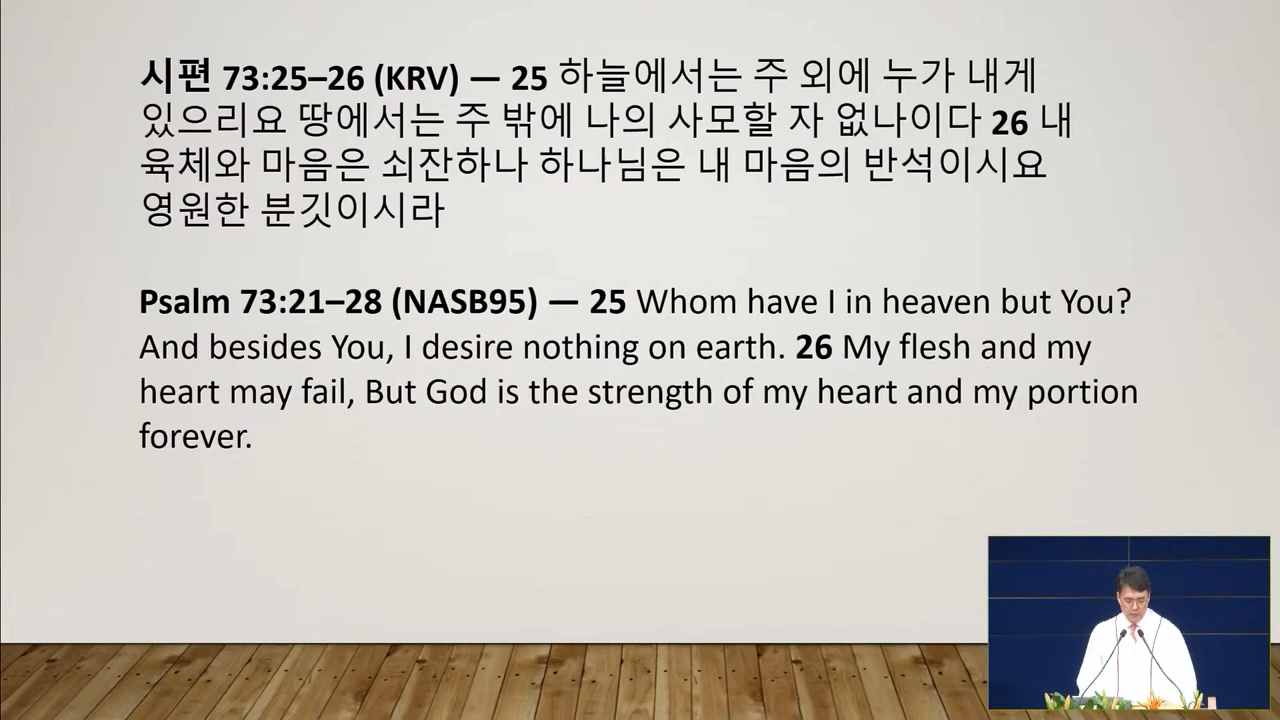 시편 73:25–26 (KRV) — 25 하늘에서는 주 외에 누가 내게
있으리요 땅에서는 주 밖에 나의 사모할 자 없나이다 26 내
육체와 마음은 쇠잔하나 하나님은 내 마음의 반석이시요
영원한 분깃이시라
Psalm 73:21–28 (NASB95) — 25 Whom have I in heaven but You?
And besides You, I desire nothing on earth. 26 My flesh and my
heart may fail, But God is the strength of my heart and my portion
forever.